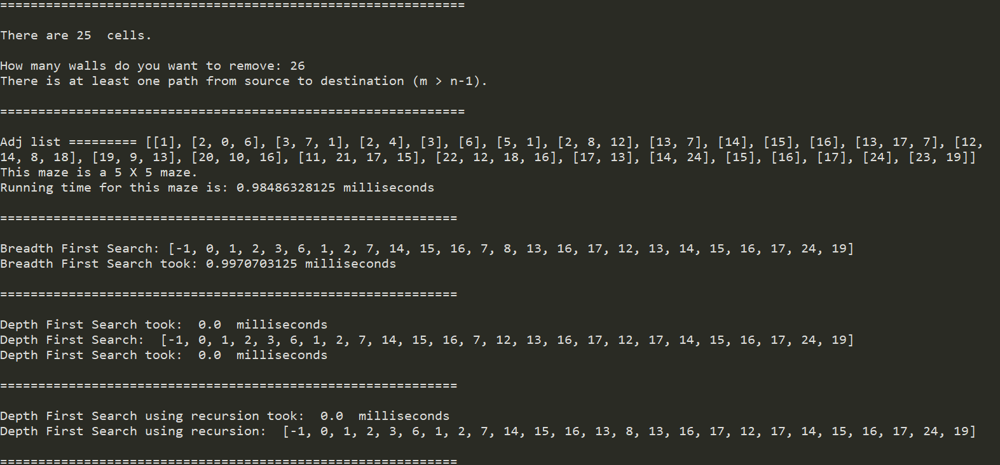 =============================================================
There are 25  cells.
How many walls do you want to remove: 26
There is at least one path from source to destination (m > n-1).
=============================================================
Adj list ========= [[1], [2, 0, 6], [3, 7, 1], [2, 4], [3], [6], [5, 1], [2, 8, 12], [13, 7], [14], [15], [16], [13, 17, 7], [12,
14, 8, 18], [19, 9, 13], [20, 10, 16], [11, 21, 17, 15], [22, 12, 18, 16], [17, 13], [14, 24], [15], [16], [17], [24], [23, 19]]
This maze is a 5 X 5 maze.
Running time for this maze is: 0.98486328125 milliseconds
============================================================
Breadth First Search: [-1, 0, 1, 2, 3, 6, 1, 2, 7, 14, 15, 16, 7, 8, 13, 16, 17, 12, 13, 14, 15, 16, 17, 24, 19]
Breadth First Search took: 0.9970703125 milliseconds
============================================================
Depth First Search took:  0.0  milliseconds
Depth First Search:  [-1, 0, 1, 2, 3, 6, 1, 2, 7, 14, 15, 16, 7, 12, 13, 16, 17, 12, 17, 14, 15, 16, 17, 24, 19]
Depth First Search took:  0.0  milliseconds
============================================================
Depth First Search using recursion took:  0.0  milliseconds
Depth First Search using recursion:  [-1, 0, 1, 2, 3, 6, 1, 2, 7, 14, 15, 16, 13, 8, 13, 16, 17, 12, 17, 14, 15, 16, 17, 24, 19]
============================================================